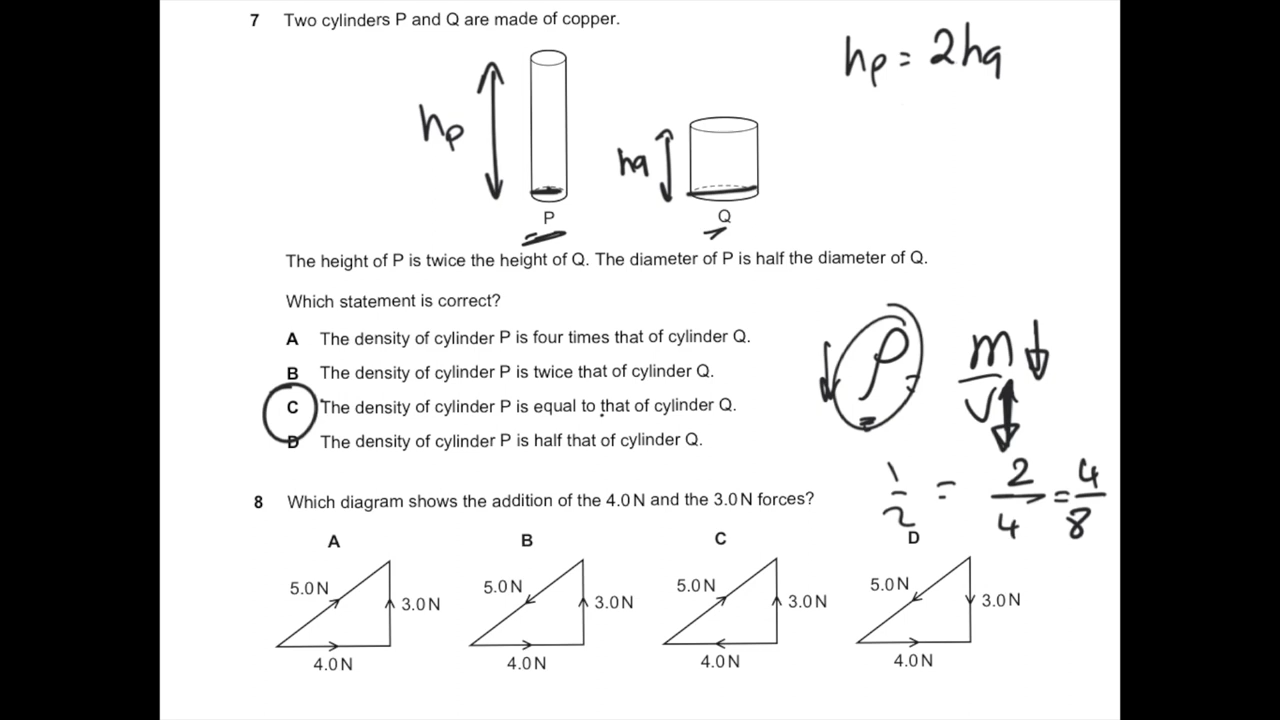 7 Two cylinders P and Q are made of copper.
hp = 2hq
hp
hq
P
Q
The height of P is twice the height of Q. The diameter of P is half the diameter of Q.
Which statement is correct?
A The density of cylinder P is four times that of cylinder Q.
B The density of cylinder P is twice that of cylinder Q.
C The density of cylinder P is equal to that of cylinder Q.
D The density of cylinder P is half that of cylinder Q.
ρ = m/v
1/2 = 2/4 = 4/8
8 Which diagram shows the addition of the 4.0 N and the 3.0 N forces?
A B C D
5.0 N 5.0 N 5.0 N 5.0 N
3.0 N 3.0 N 3.0 N 3.0 N
4.0 N 4.0 N 4.0 N 4.0 N